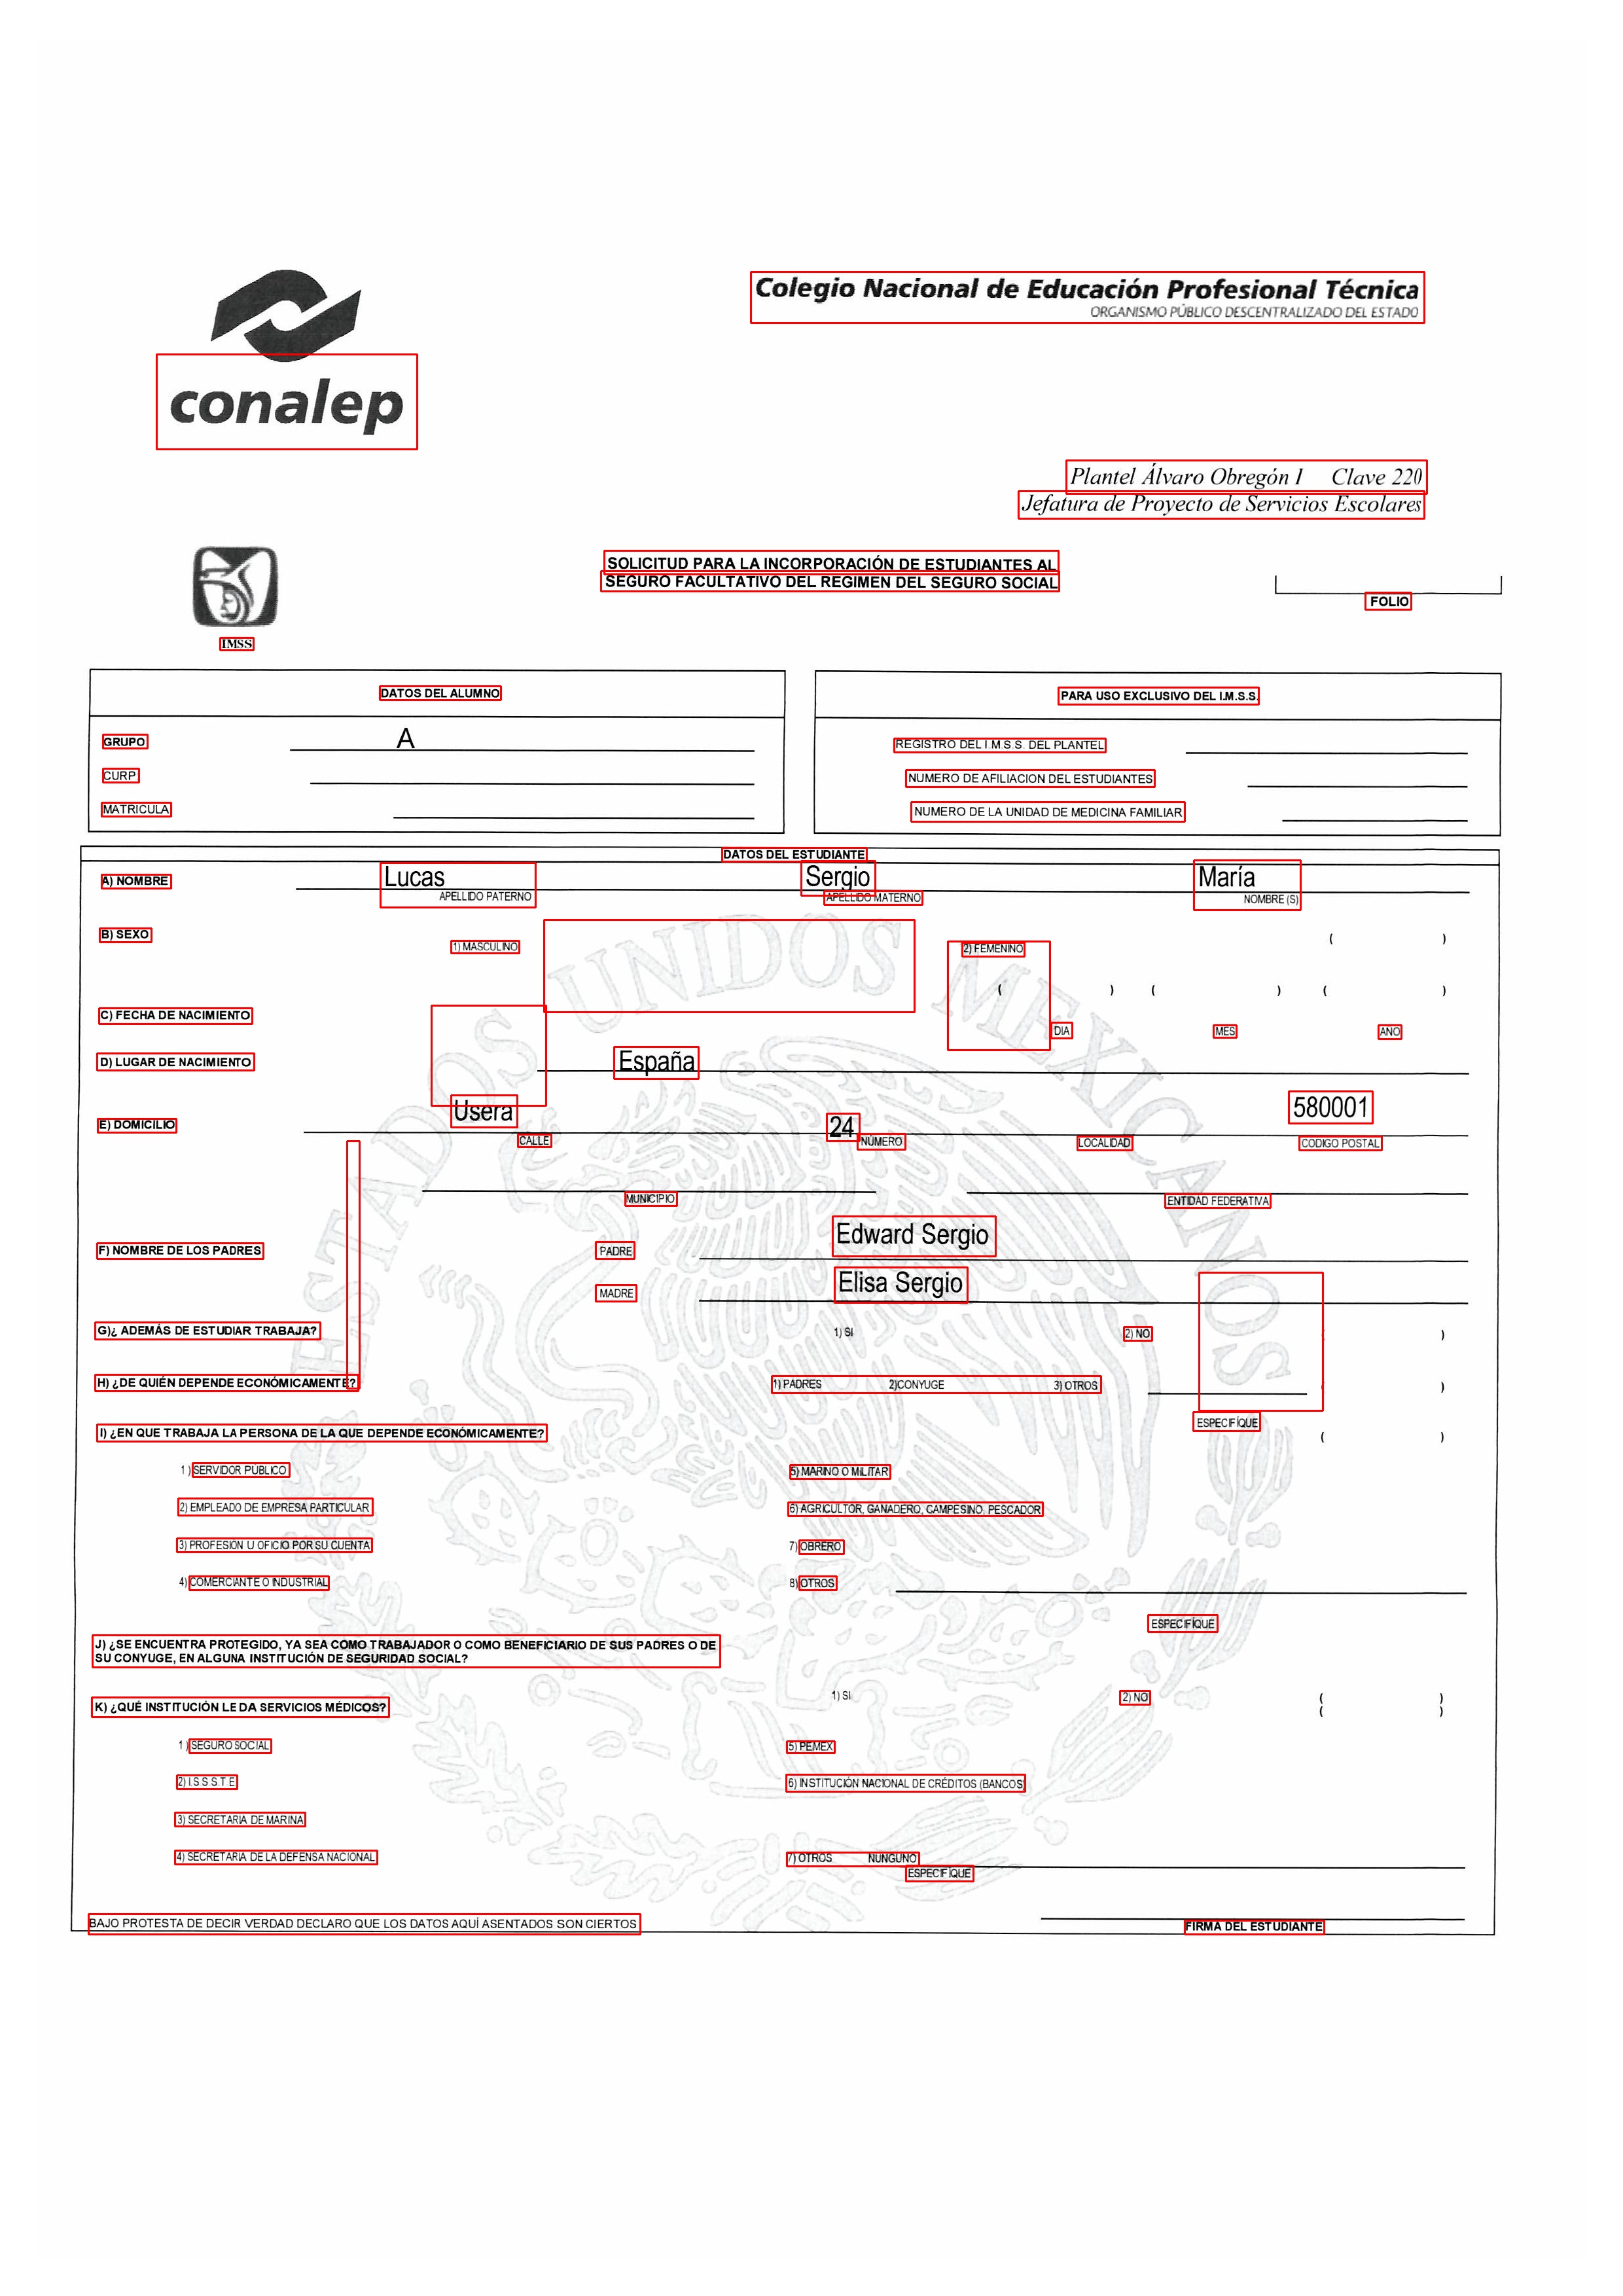 Colegio Nacional de Educación Profesional Técnica
ORGANISMO PÚBLICO DESCENTRALIZADO DEL ESTADO
conalep
Plantel Álvaro Obregón I Clave 220
Jefatura de Proyecto de Servicios Escolares
SOLICITUD PARA LA INCORPORACIÓN DE ESTUDIANTES AL
SEGURO FACULTATIVO DEL REGIMEN DEL SEGURO SOCIAL
FOLIO
IMSS
DATOS DEL ALUMNO
GRUPO A
CURP
MATRICULA
PARA USO EXCLUSIVO DEL I.M.S.S.
REGISTRO DEL I.M.S.S. DEL PLANTEL
NUMERO DE AFILIACION DEL ESTUDIANTES
NUMERO DE LA UNIDAD DE MEDICINA FAMILIAR
DATOS DEL ESTUDIANTE
A) NOMBRE Lucas Sergio María
APELLIDO PATERNO APELLIDO MATERNO NOMBRE (S)
B) SEXO 1) MASCULINO 2) FEMENINO ( )
( ) ( ) ( )
C) FECHA DE NACIMIENTO
DIA MES ANO
D) LUGAR DE NACIMIENTO España
E) DOMICILIO Usera 24 580001
CALLE NÚMERO LOCALIDAD CODIGO POSTAL
MUNICIPIO ENTIDAD FEDERATIVA
F) NOMBRE DE LOS PADRES PADRE Edward Sergio
MADRE Elisa Sergio
G)¿ ADEMÁS DE ESTUDIAR TRABAJA? 1) SI 2) NO )
H) ¿DE QUIÉN DEPENDE ECONÓMICAMENTE? 1) PADRES 2)CONYUGE 3) OTROS ( )
ESPECIFÍQUE
I) ¿EN QUE TRABAJA LA PERSONA DE LA QUE DEPENDE ECONÓMICAMENTE? ( )
1) SERVIDOR PUBLICO 5) MARINO O MILITAR
2) EMPLEADO DE EMPRESA PARTICULAR 6) AGRICULTOR, GANADERO, CAMPESINO, PESCADOR
3) PROFESION U OFICIO POR SU CUENTA 7) OBRERO
4) COMERCIANTE O INDUSTRIAL 8) OTROS
ESPECIFÍQUE
J) ¿SE ENCUENTRA PROTEGIDO, YA SEA COMO TRABAJADOR O COMO BENEFICIARIO DE SUS PADRES O DE
SU CONYUGE, EN ALGUNA INSTITUCIÓN DE SEGURIDAD SOCIAL?
1) SI 2) NO ( )
K) ¿QUÉ INSTITUCIÓN LE DA SERVICIOS MÉDICOS? ( )
1) SEGURO SOCIAL 5) PEMEX
2) I.S.S.S.T.E 6) INSTITUCIÓN NACIONAL DE CRÉDITOS (BANCOS)
3) SECRETARIA DE MARINA
4) SECRETARIA DE LA DEFENSA NACIONAL 7) OTROS NUNGUNO
ESPECIFÍQUE
BAJO PROTESTA DE DECIR VERDAD DECLARO QUE LOS DATOS AQUÍ ASENTADOS SON CIERTOS
FIRMA DEL ESTUDIANTE
ESTADOS UNIDOS MEXICANOS